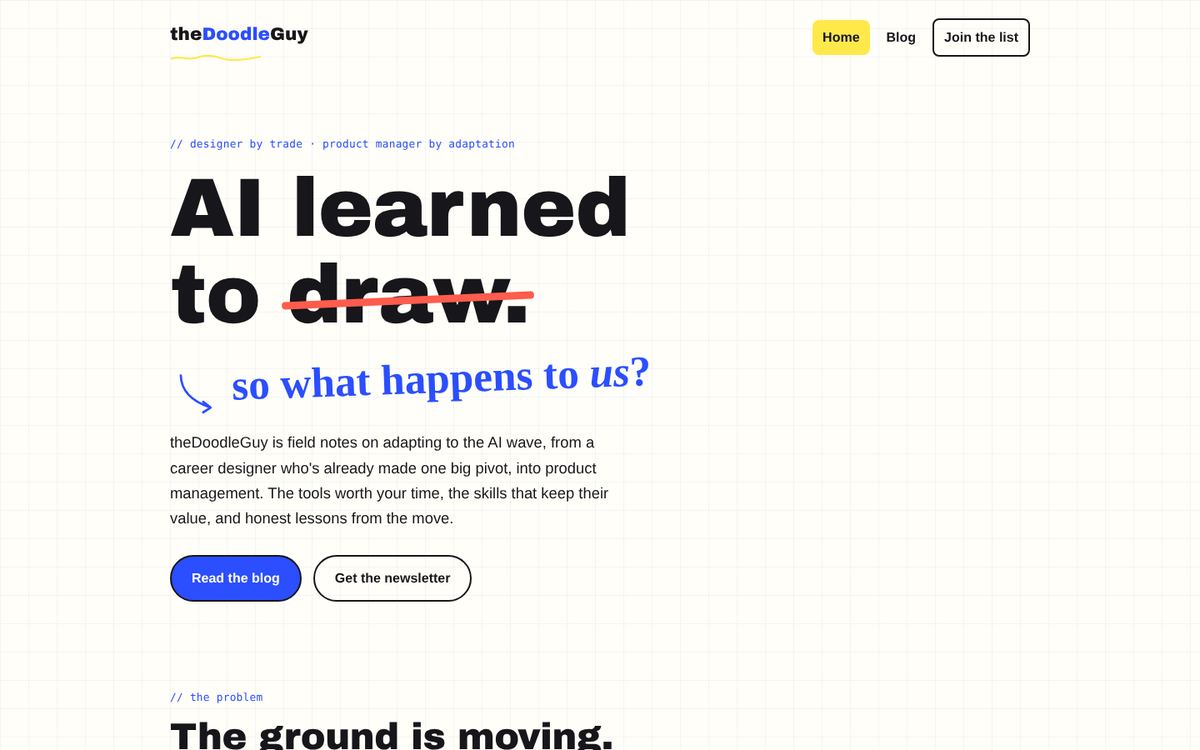 theDoodleGuy
Home
Blog
Join the list
// designer by trade · product manager by adaptation
AI learned
to draw.
so what happens to us?
theDoodleGuy is field notes on adapting to the AI wave, from a
career designer who's already made one big pivot, into product
management. The tools worth your time, the skills that keep their
value, and honest lessons from the move.
Read the blog
Get the newsletter
// the problem
The ground is moving.